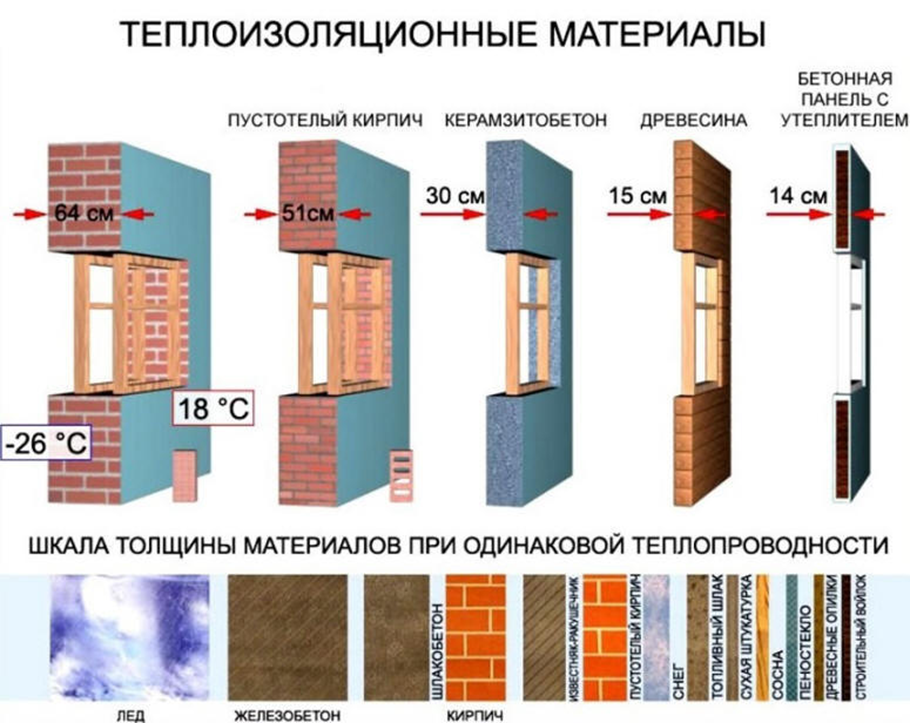 ТЕПЛОИЗОЛЯЦИОННЫЕ МАТЕРИАЛЫ
ПУСТОТЕЛЫЙ КИРПИЧ
КЕРАМЗИТОБЕТОН
ДРЕВЕСИНА
БЕТОННАЯ
ПАНЕЛЬ С
УТЕПЛИТЕЛЕМ
64 см
51см
30 см
15 см
14 см
18 °C
-26 °C
ШКАЛА ТОЛЩИНЫ МАТЕРИАЛОВ ПРИ ОДИНАКОВОЙ ТЕПЛОПРОВОДНОСТИ
ЛЕД
ЖЕЛЕЗОБЕТОН
ШЛАКОБЕТОН
КИРПИЧ
ИЗВЕСТНЯК-РАКУШЕЧНИК
ПУСТОТЕЛЫЙ КИРПИЧ
СНЕГ
ТОПЛИВНЫЙ ШЛАК
СУХАЯ ШТУКАТУРКА
СОСНА
ПЕНОСТЕКЛО
ДРЕВЕСНЫЕ ОПИЛКИ
СТРОИТЕЛЬНЫЙ ВОЙЛОК